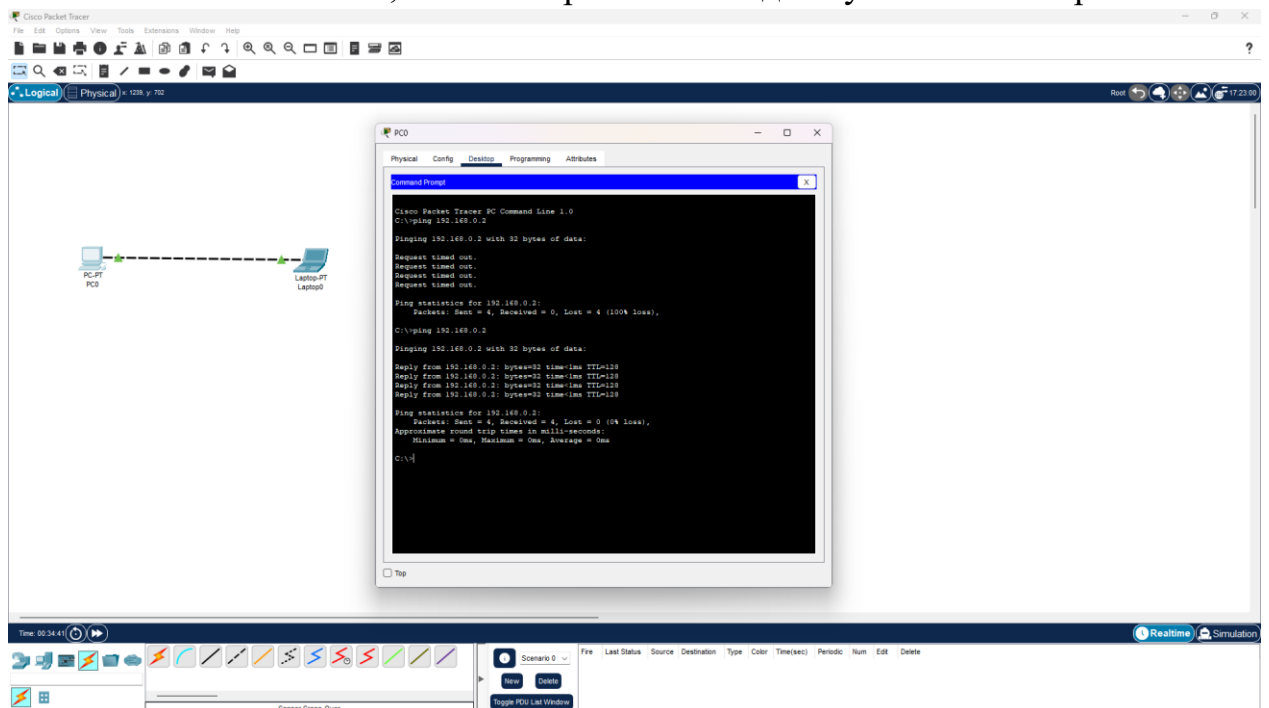 Cisco Packet Tracer
File Edit Options View Tools Extensions Window Help
?
Logical Physical x: 1239, y: 702
Root 17:23:00
PC0
Physical Config Desktop Programming Attributes
Command Prompt X
Cisco Packet Tracer PC Command Line 1.0
C:\>ping 192.168.0.2
Pinging 192.168.0.2 with 32 bytes of data:
Request timed out.
Request timed out.
Request timed out.
Request timed out.
Ping statistics for 192.168.0.2:
Packets: Sent = 4, Received = 0, Lost = 4 (100% loss),
C:\>ping 192.168.0.2
Pinging 192.168.0.2 with 32 bytes of data:
Reply from 192.168.0.2: bytes=32 time<1ms TTL=128
Reply from 192.168.0.2: bytes=32 time<1ms TTL=128
Reply from 192.168.0.2: bytes=32 time<1ms TTL=128
Reply from 192.168.0.2: bytes=32 time<1ms TTL=128
Ping statistics for 192.168.0.2:
Packets: Sent = 4, Received = 4, Lost = 0 (0% loss),
Approximate round trip times in milli-seconds:
Minimum = 0ms, Maximum = 0ms, Average = 0ms
C:\>
PC-PT
PC0
Laptop-PT
Laptop0
Top
Time: 00:34:41
Realtime Simulation
Scenario 0
New Delete
Toggle PDU List Window
Fire Last Status Source Destination Type Color Time(sec) Periodic Num Edit Delete